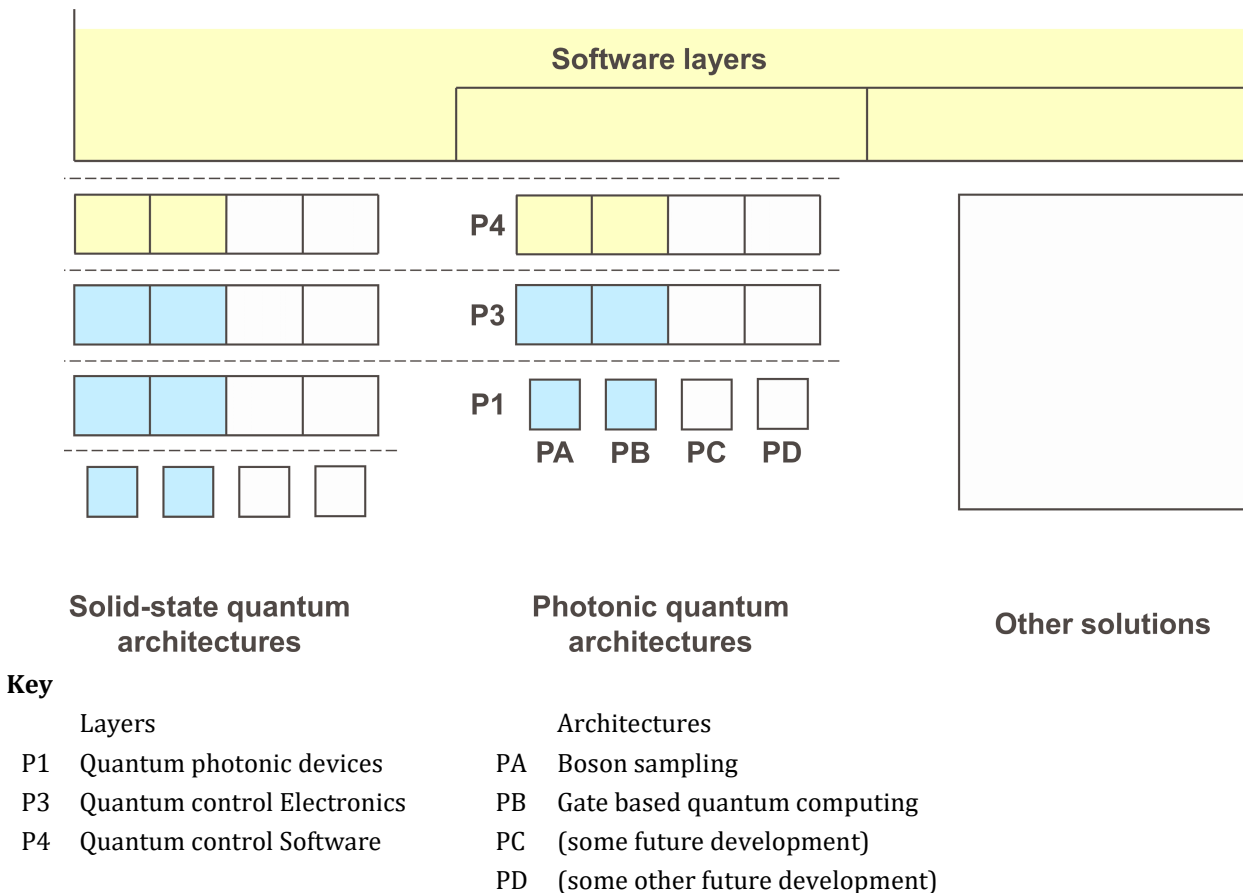 Software layers
P4
P3
P1
PA PB PC PD
Solid-state quantum
architectures
Photonic quantum
architectures
Other solutions
Key
Layers Architectures
P1 Quantum photonic devices PA Boson sampling
P3 Quantum control Electronics PB Gate based quantum computing
P4 Quantum control Software PC (some future development)
PD (some other future development)